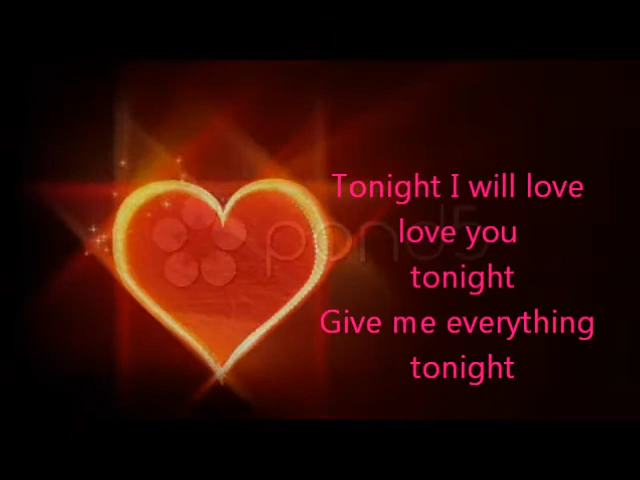 Tonight I will love
love you
tonight
Give me everything
tonight
pond5